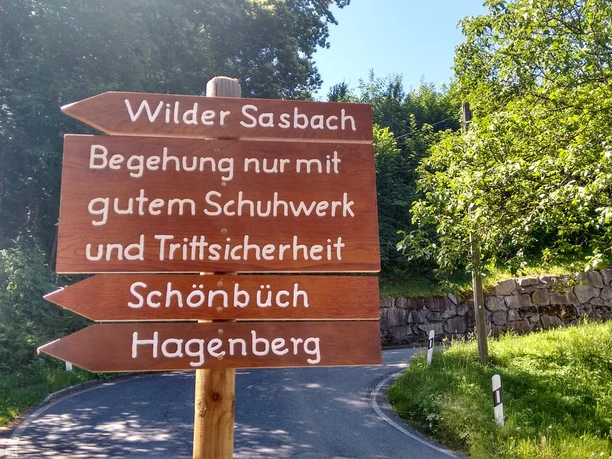 Wilder Sasbach
Begehung nur mit
gutem Schuhwerk
und Trittsicherheit
Schönbüch
Hagenberg